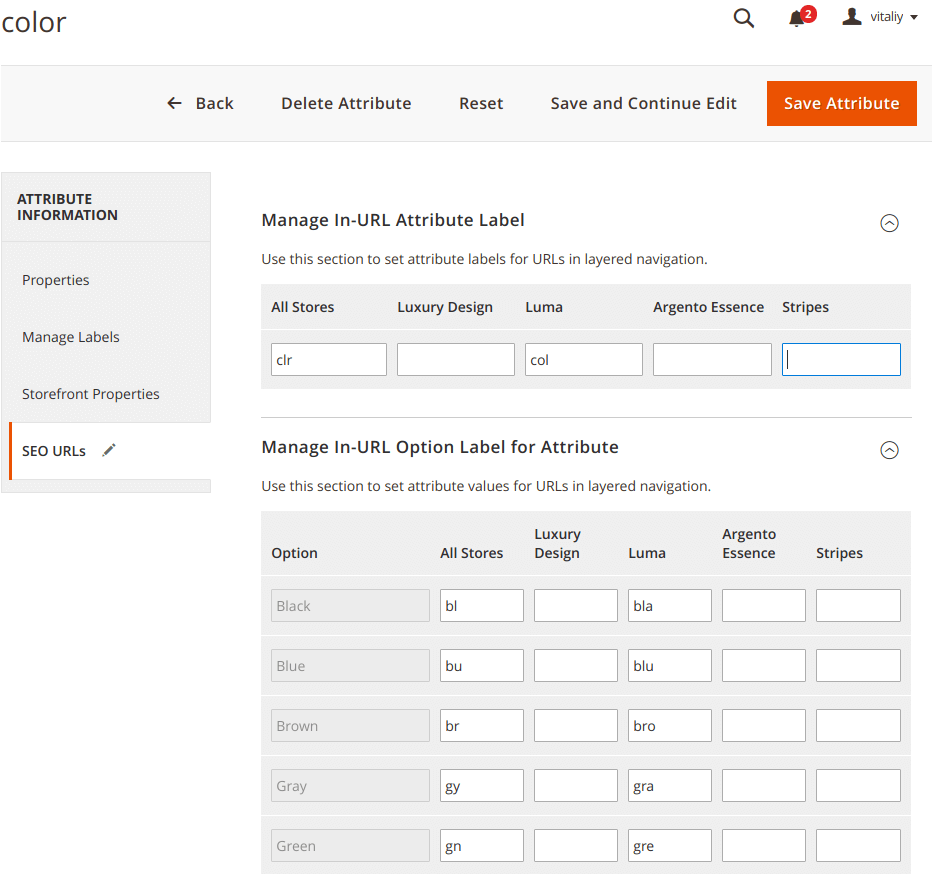 color
2
vitaliy
Back Delete Attribute Reset Save and Continue Edit Save Attribute
ATTRIBUTE
INFORMATION
Properties
Manage Labels
Storefront Properties
SEO URLs
Manage In-URL Attribute Label
Use this section to set attribute labels for URLs in layered navigation.
All Stores Luxury Design Luma Argento Essence Stripes
clr col
Manage In-URL Option Label for Attribute
Use this section to set attribute values for URLs in layered navigation.
Option All Stores Luxury Design Luma Argento Essence Stripes
Black bl bla
Blue bu blu
Brown br bro
Gray gy gra
Green gn gre